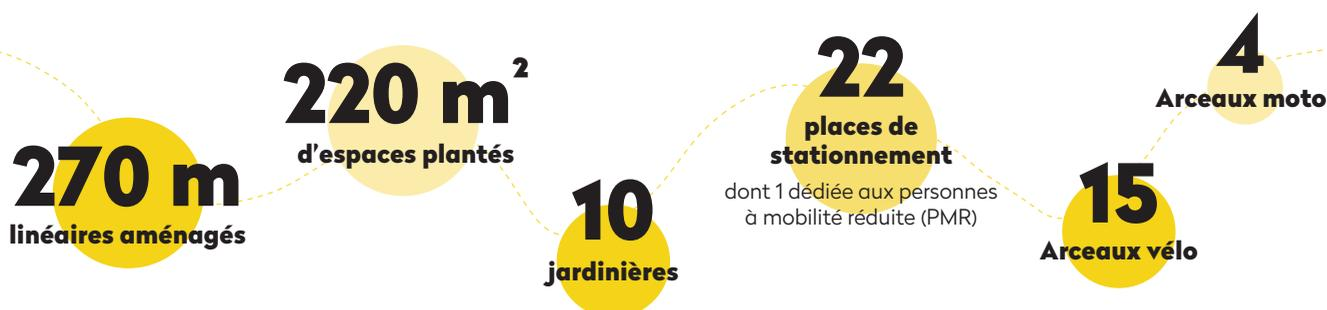 270 m
linéaires aménagés
220 m²
d'espaces plantés
10
jardinières
22
places de
stationnement
dont 1 dédiée aux personnes
à mobilité réduite (PMR)
15
Arceaux vélo
4
Arceaux moto